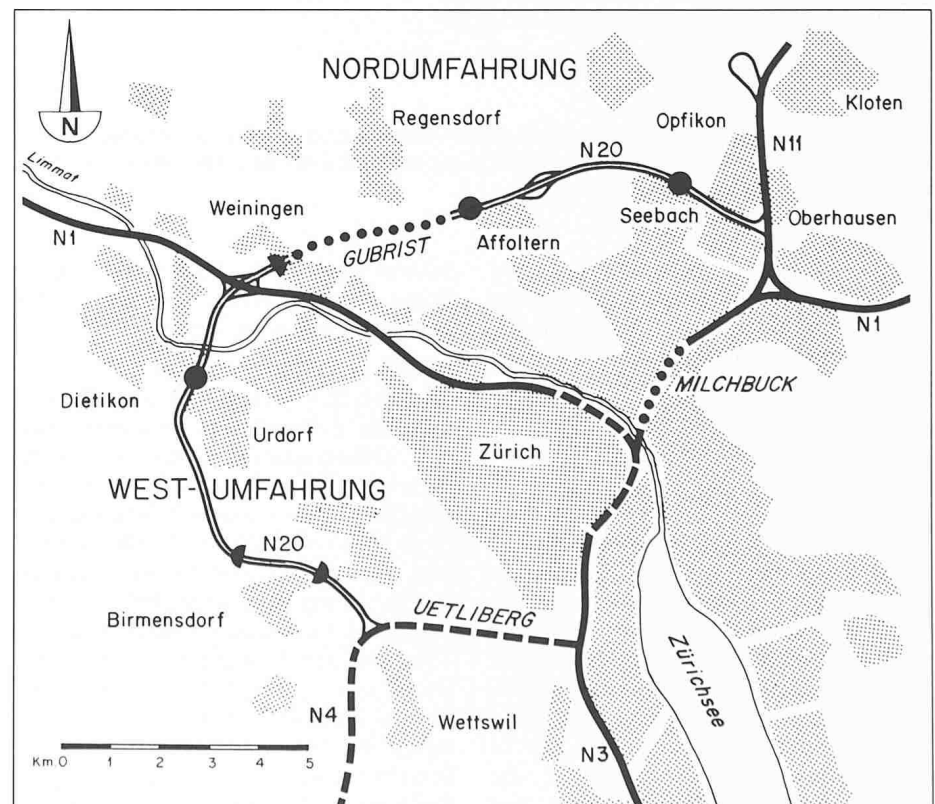 NORDUMFAHRUNG
Kloten
Regensdorf
Opfikon
N
N20
N11
Limmat
Weiningen
Seebach
Oberhausen
N1
GUBRIST
Affoltern
N1
MILCHBUCK
Dietikon
Urdorf
Zürich
WEST-UMFAHRUNG
N20
Birmensdorf
UETLIBERG
Zürichsee
N4
Wettswil
N3
Km 0 1 2 3 4 5